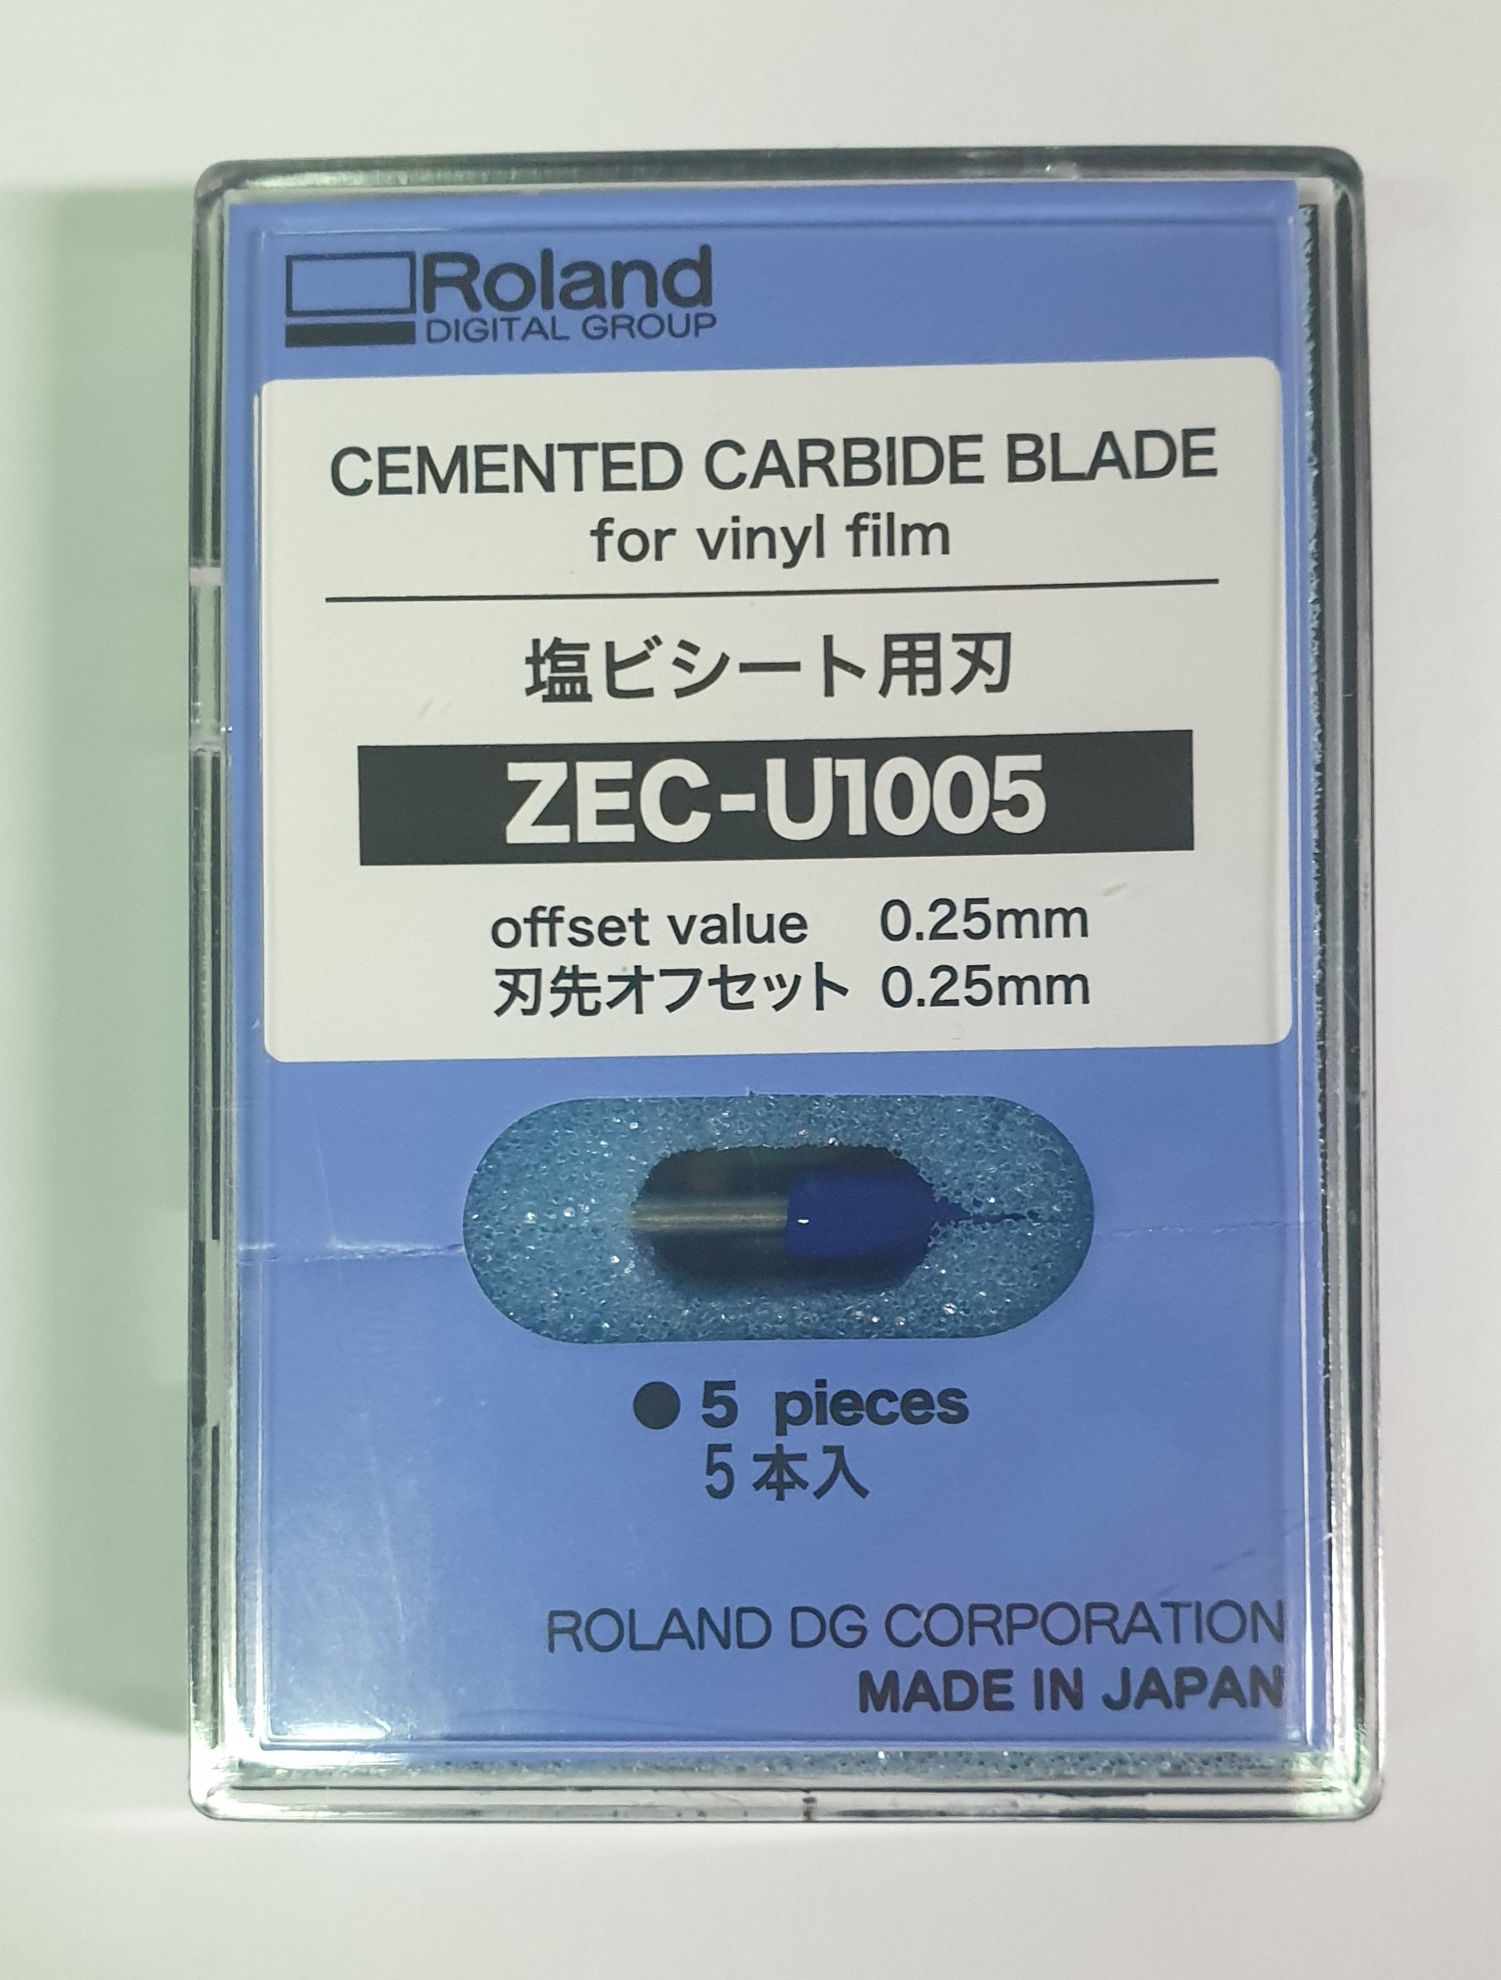 Roland
DIGITAL GROUP
CEMENTED CARBIDE BLADE
for vinyl film
塩ビシート用刃
ZEC-U1005
offset value 0.25mm
刃先オフセット 0.25mm
● 5 pieces
5本入
ROLAND DG CORPORATION
MADE IN JAPAN